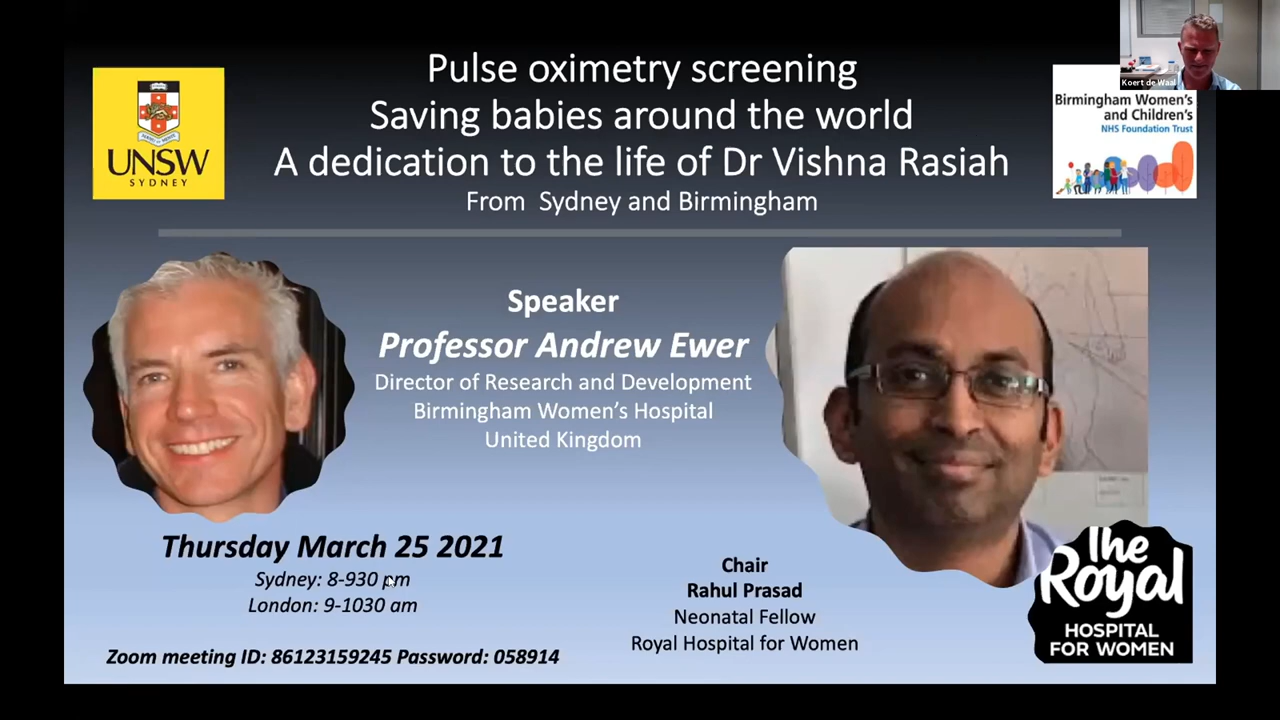 Pulse oximetry screening
Saving babies around the world
A dedication to the life of Dr Vishna Rasiah
From Sydney and Birmingham
UNSW
SYDNEY
Koert de Waal
Birmingham Women's
and Children's
NHS Foundation Trust
Speaker
Professor Andrew Ewer
Director of Research and Development
Birmingham Women's Hospital
United Kingdom
Thursday March 25 2021
Sydney: 8-930 pm
London: 9-1030 am
Zoom meeting ID: 86123159245 Password: 058914
Chair
Rahul Prasad
Neonatal Fellow
Royal Hospital for Women
The
Royal
HOSPITAL
FOR WOMEN